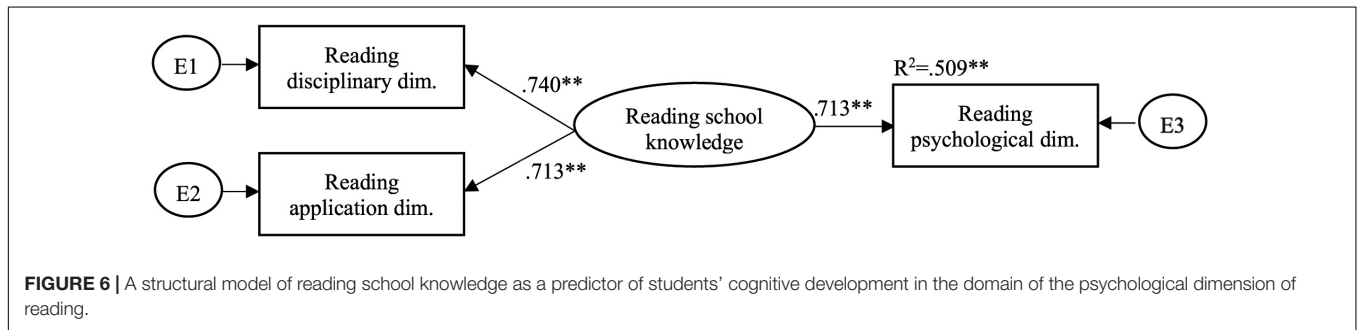 E1
Reading
disciplinary dim.
.740**
R²=.509**
Reading school
knowledge
.713**
Reading
psychological dim.
E3
E2
Reading
application dim.
.713**
FIGURE 6 | A structural model of reading school knowledge as a predictor of students’ cognitive development in the domain of the psychological dimension of
reading.